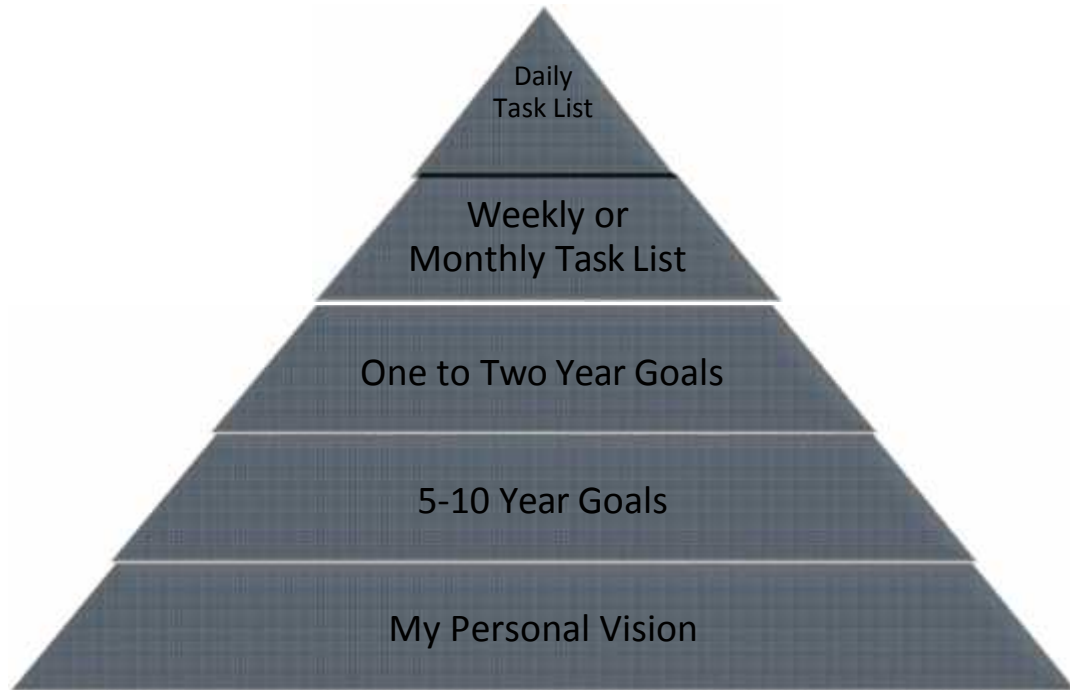 Daily
Task List
Weekly or
Monthly Task List
One to Two Year Goals
5-10 Year Goals
My Personal Vision